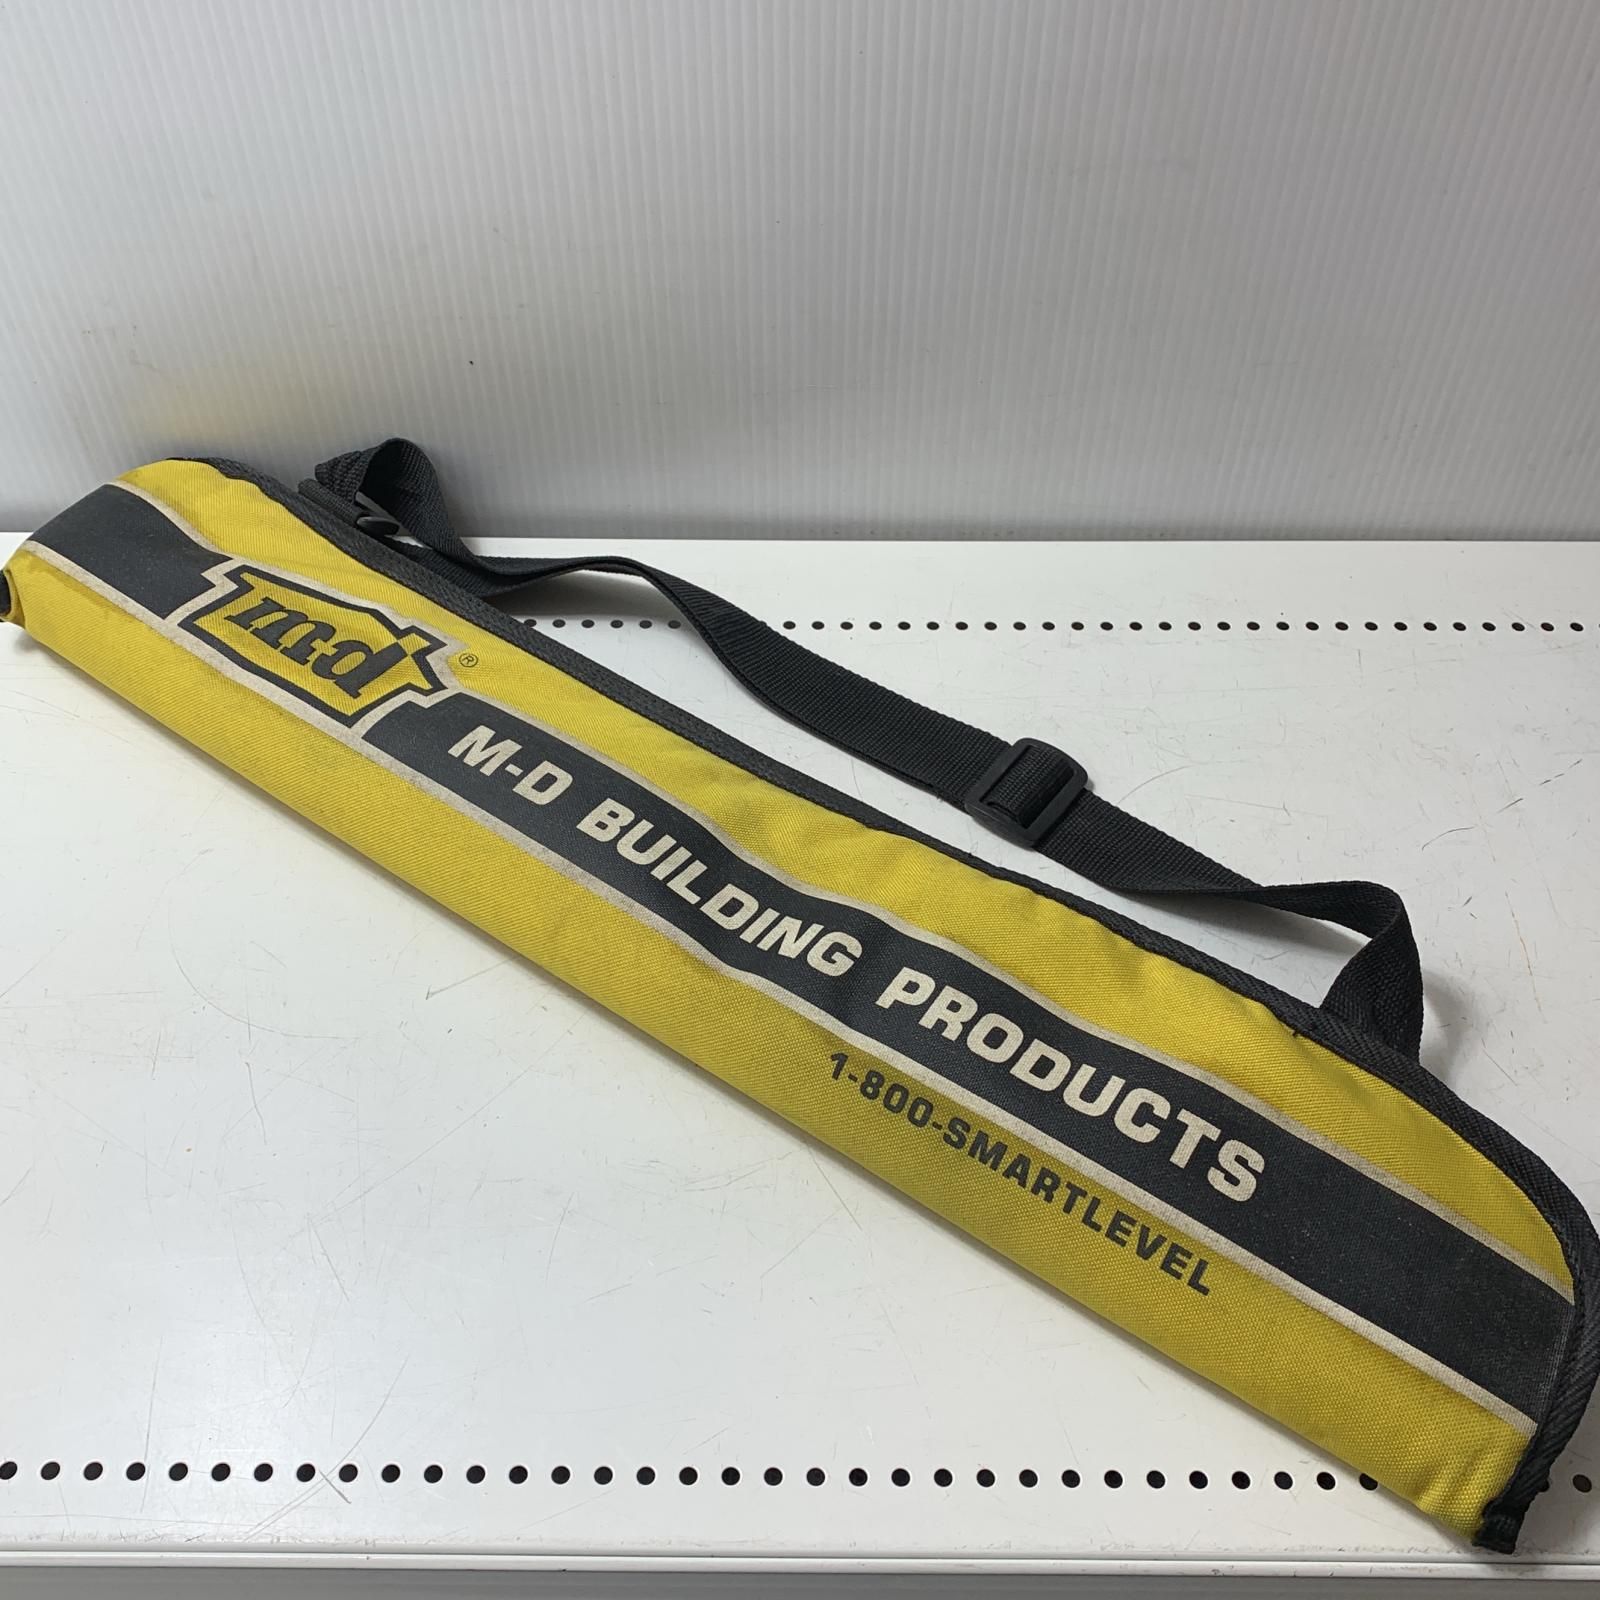 md®
M-D BUILDING PRODUCTS
1-800-SMARTLEVEL